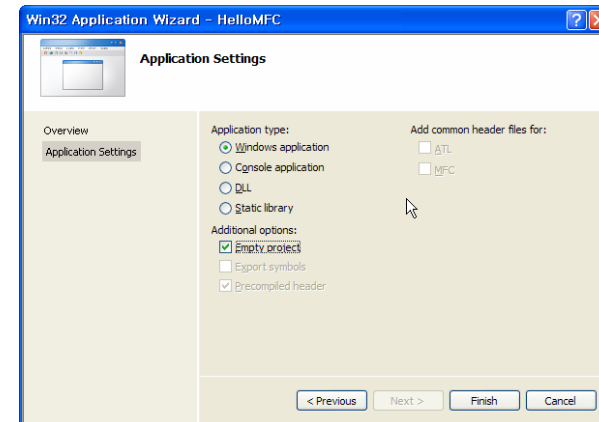 Win32 Application Wizard - HelloMFC
Application Settings
Overview
Application Settings
Application type:
Windows application
Console application
DLL
Static library
Additional options:
Empty project
Export symbols
Precompiled header
Add common header files for:
ATL
MFC
< Previous
Next >
Finish
Cancel